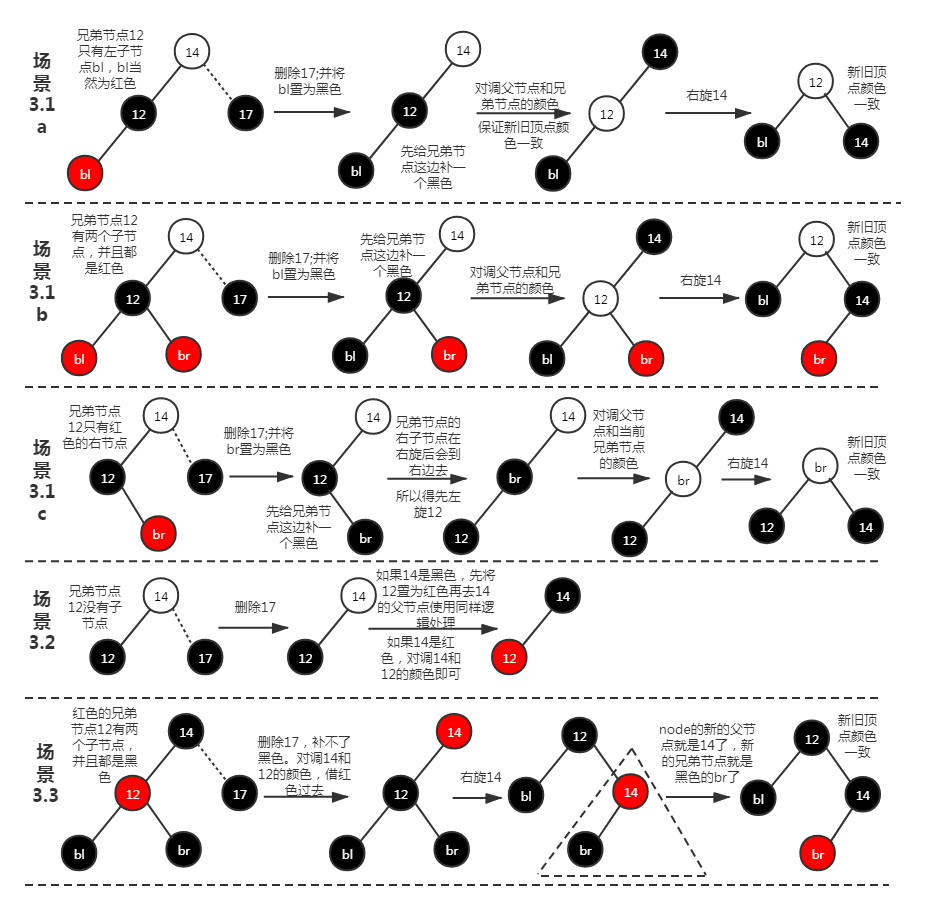 场
景
3.1
a
兄弟节点12
只有左子节
点bl，bl当
然为红色
14
12
17
bl
删除17;并将
bl置为黑色
14
12
bl
先给兄弟节
点这边补一
个黑色
对调父节点和兄
弟节点的颜色
保证新旧顶点颜
色一致
14
12
bl
右旋14
12
bl
14
新旧顶
点颜色
一致
场
景
3.1
b
兄弟节点12
有两个子节
点，并且都
是红色
14
12
17
bl
br
删除17;并将
bl置为黑色
先给兄弟节
点这边补一
个黑色
14
12
bl
br
对调父节点和兄
弟节点的颜色
14
12
bl
br
右旋14
12
bl
14
br
新旧顶
点颜色
一致
场
景
3.1
c
兄弟节点
12只有红
色的右节点
14
12
17
br
删除17;并将
br置为黑色
14
12
br
先给兄弟节
点这边补一
个黑色
兄弟节点的
右子节点在
右旋后会到
右边去
所以得先左
旋12
14
br
12
对调父节
点和当前
兄弟节点
的颜色
14
br
12
右旋14
br
12
14
新旧顶
点颜色
一致
场
景
3.2
兄弟节点
12没有子
节点
14
12
17
删除17
14
12
如果14是黑色，先将
12置为红色再去14
的父节点使用同样逻
辑处理
如果14是红
色，对调14和
12的颜色即可
14
12
场
景
3.3
红色的兄弟
节点12有两
个子节点，
并且都是黑
色
14
12
17
bl
br
删除17，补不了
黑色。对调14和
12的颜色，借红
色过去
14
12
bl
br
右旋14
12
bl
14
br
node的新的父节
点就是14了，新
的兄弟节点就是
黑色的br了
12
bl
14
br
新旧顶
点颜色
一致